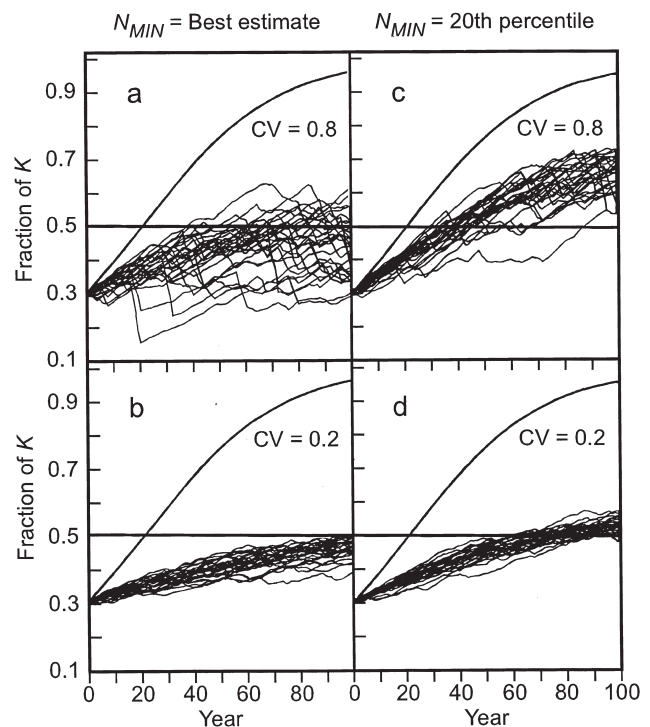 N_MIN = Best estimate
N_MIN = 20th percentile
a
CV = 0.8
c
CV = 0.8
Fraction of K
0.9
0.7
0.5
0.3
0.1
b
CV = 0.2
d
CV = 0.2
Fraction of K
0.9
0.7
0.5
0.3
0.1
0 20 40 60 80 0 20 40 60 80 100
Year Year